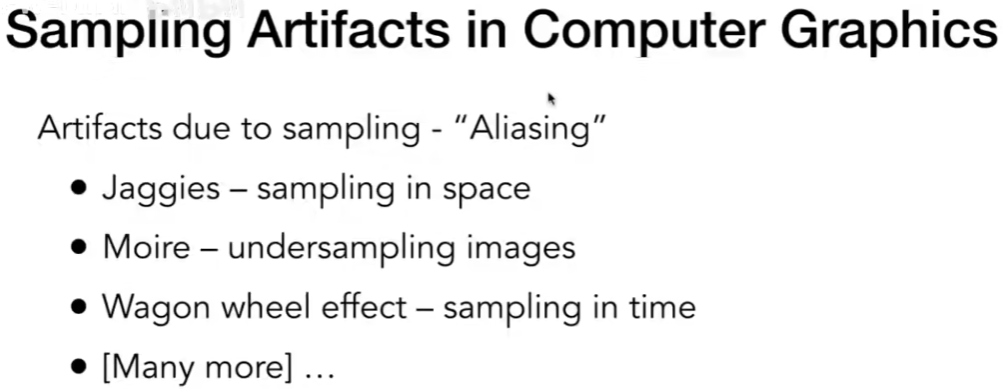 Sampling Artifacts in Computer Graphics
Artifacts due to sampling - “Aliasing”
● Jaggies – sampling in space
● Moire – undersampling images
● Wagon wheel effect – sampling in time
● [Many more] …